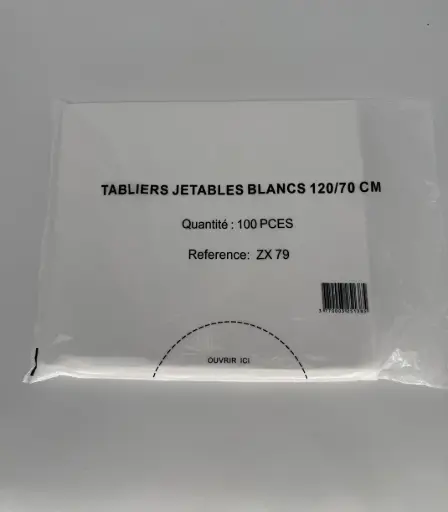 TABLIERS JETABLES BLANCS 120/70 CM
Quantité : 100 PCES
Reference: ZX 79
OUVRIR ICI